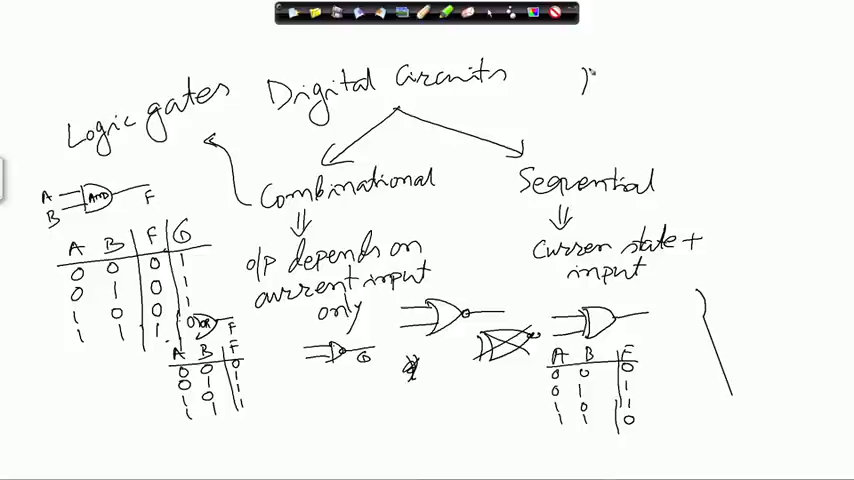 Digital Circuits
Logic gates
Combinational
Sequential
o/p depends on
current input
only
curren state +
input
A
B
AND
F
A B F G
0 0 0 1
0 1 0 1
1 0 0 1
1 1 1
OR
F
A B F
0 0 0
0 1 1
1 0 1
1 1 1
G
A B F
0 0 0
0 1 1
1 0 1
1 1 0